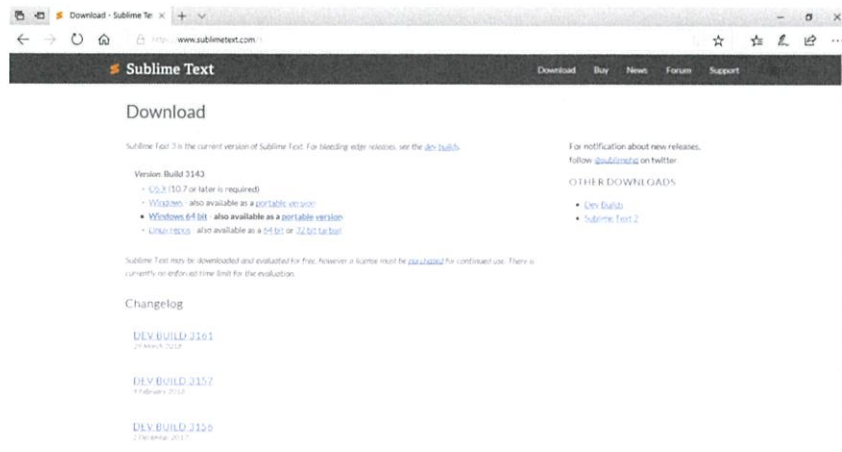 Download - Sublime Te
www.sublimetext.com/
Sublime Text
Download Buy News Forum Support
Download
Sublime Text 3 is the current version of Sublime Text. For bleeding edge releases, see the dev builds.
Version: Build 3143
OS X (10.7 or later is required)
Windows - also available as a portable version
Windows 64 bit - also available as a portable version
Linux repos - also available as a 64 bit or 32 bit tarball
Sublime Text may be downloaded and evaluated for free, however a license must be purchased for continued use. There is
currently no enforced time limit for the evaluation.
For notification about new releases,
follow @sublimehq on twitter
OTHER DOWNLOADS
Dev Builds
Sublime Text 2
Changelog
DEV BUILD 3161
DEV BUILD 3157
9 February 2018
DEV BUILD 3156
December 2017